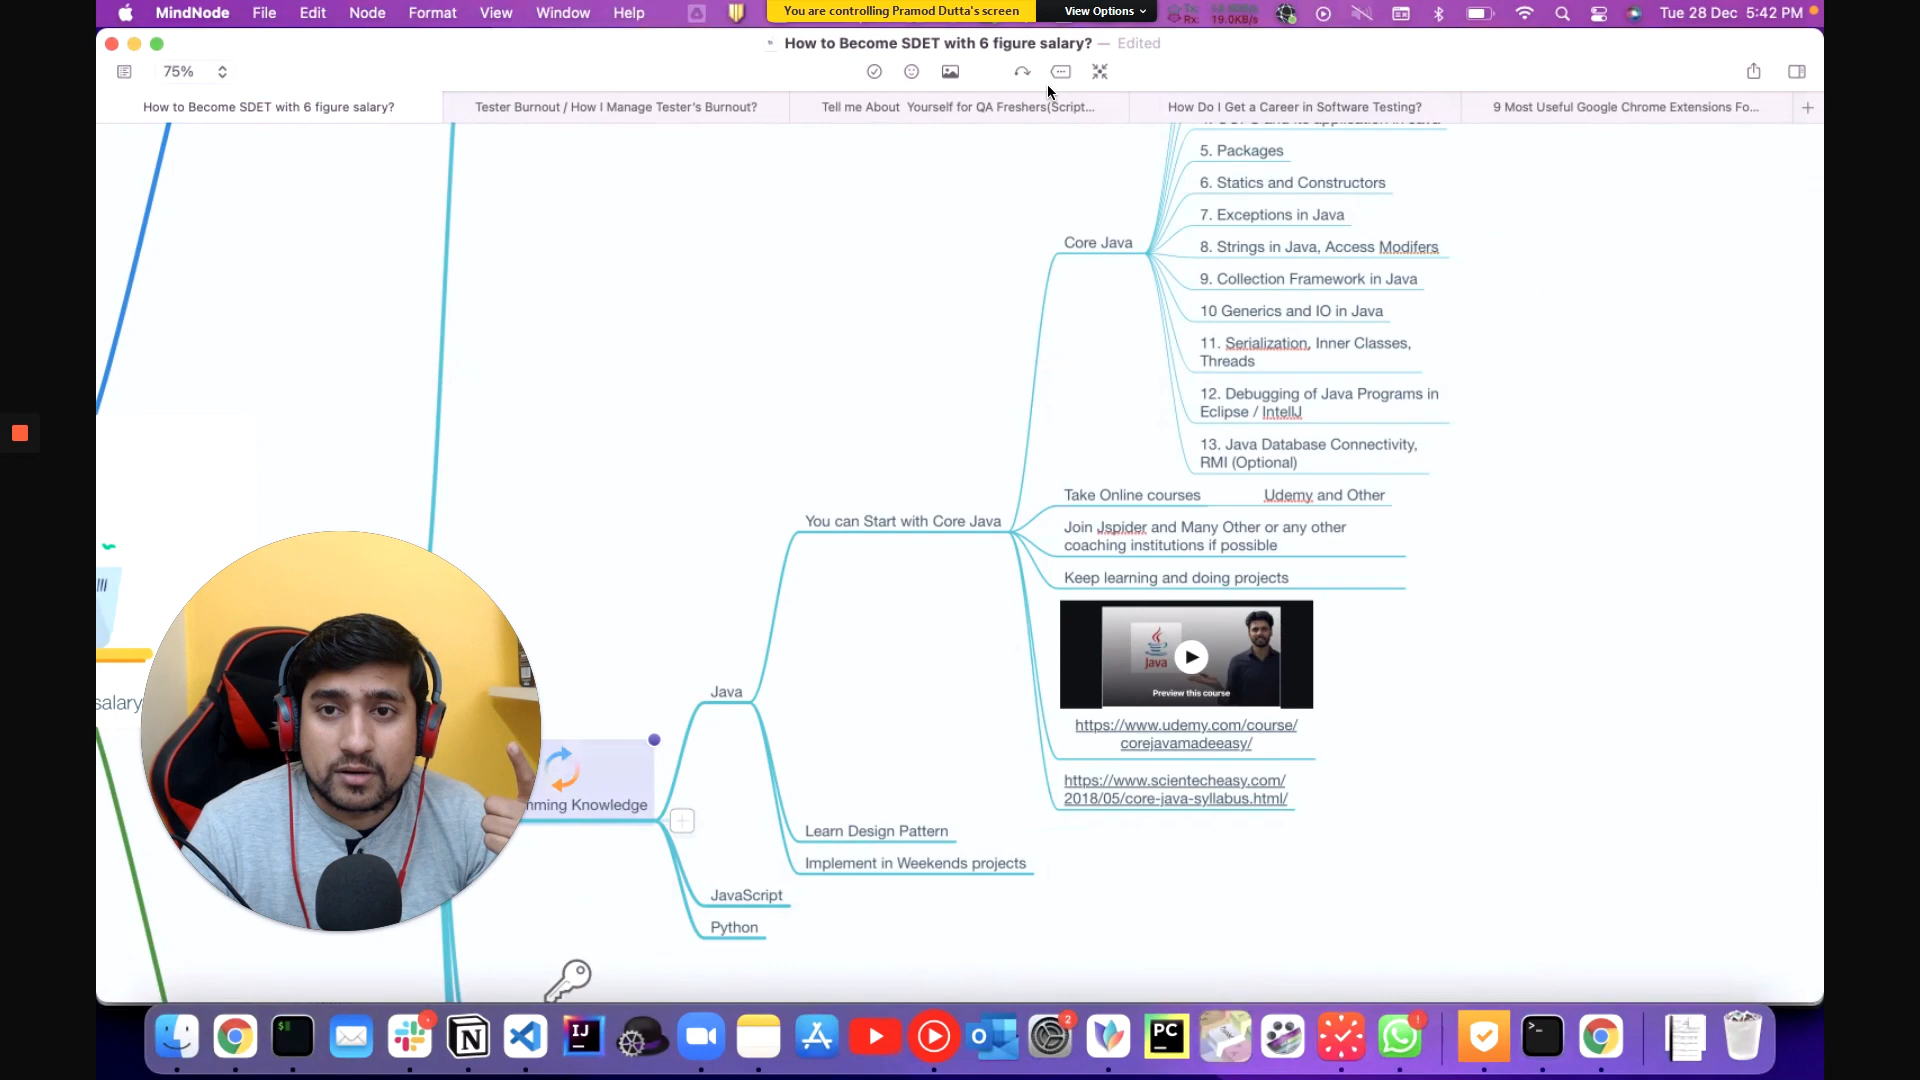 MindNode File Edit Node Format View Window Help
You are controlling Pramod Dutta's screen
View Options
Tue 28 Dec 5:42 PM
How to Become SDET with 6 figure salary? — Edited
75%
How to Become SDET with 6 figure salary?
Tester Burnout / How I Manage Tester's Burnout?
Tell me About Yourself for QA Freshers(Script...
How Do I Get a Career in Software Testing?
9 Most Useful Google Chrome Extensions Fo...
5. Packages
6. Statics and Constructors
7. Exceptions in Java
Core Java
8. Strings in Java, Access Modifers
9. Collection Framework in Java
10 Generics and IO in Java
11. Serialization, Inner Classes,
Threads
12. Debugging of Java Programs in
Eclipse / IntellJ
13. Java Database Connectivity,
RMI (Optional)
Take Online courses
Udemy and Other
You can Start with Core Java
Join Jspider and Many Other or any other
coaching institutions if possible
Keep learning and doing projects
Java
Preview this course
Java
salary
https://www.udemy.com/course/
corejavamadeeasy/
https://www.scientecheasy.com/
2018/05/core-java-syllabus.html/
mming Knowledge
Learn Design Pattern
Implement in Weekends projects
JavaScript
Python
$
IJ
PC
2
!
>_